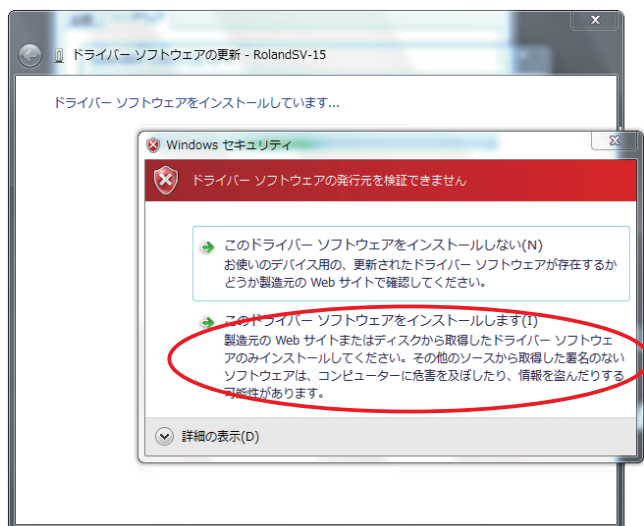 ドライバー ソフトウェアの更新 - RolandSV-15
ドライバー ソフトウェアをインストールしています...
Windows セキュリティ
ドライバー ソフトウェアの発行元を検証できません
このドライバー ソフトウェアをインストールしない(N)
お使いのデバイス用の、更新されたドライバー ソフトウェアが存在するか
どうか製造元の Web サイトで確認してください。
このドライバー ソフトウェアをインストールします(I)
製造元の Web サイトまたはディスクから取得したドライバー ソフトウェ
アのみインストールしてください。その他のソースから取得した署名のない
ソフトウェアは、コンピューターに危害を及ぼしたり、情報を盗んだりする
可能性があります。
詳細の表示(D)